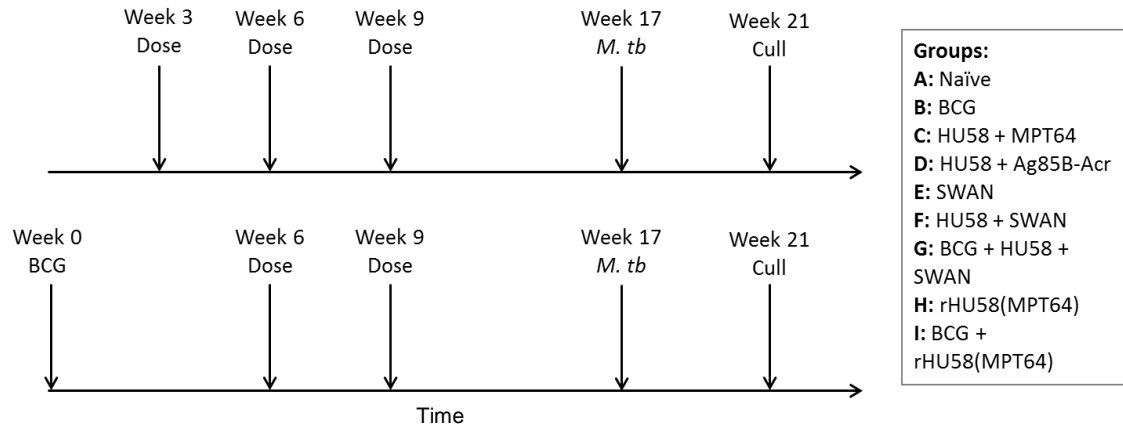 Week 3
Dose
Week 6
Dose
Week 9
Dose
Week 17
M. tb
Week 21
Cull
Week 0
BCG
Week 6
Dose
Week 9
Dose
Week 17
M. tb
Week 21
Cull
Time
Groups:
A: Naïve
B: BCG
C: HU58 + MPT64
D: HU58 + Ag85B-Acr
E: SWAN
F: HU58 + SWAN
G: BCG + HU58 +
SWAN
H: rHU58(MPT64)
I: BCG +
rHU58(MPT64)